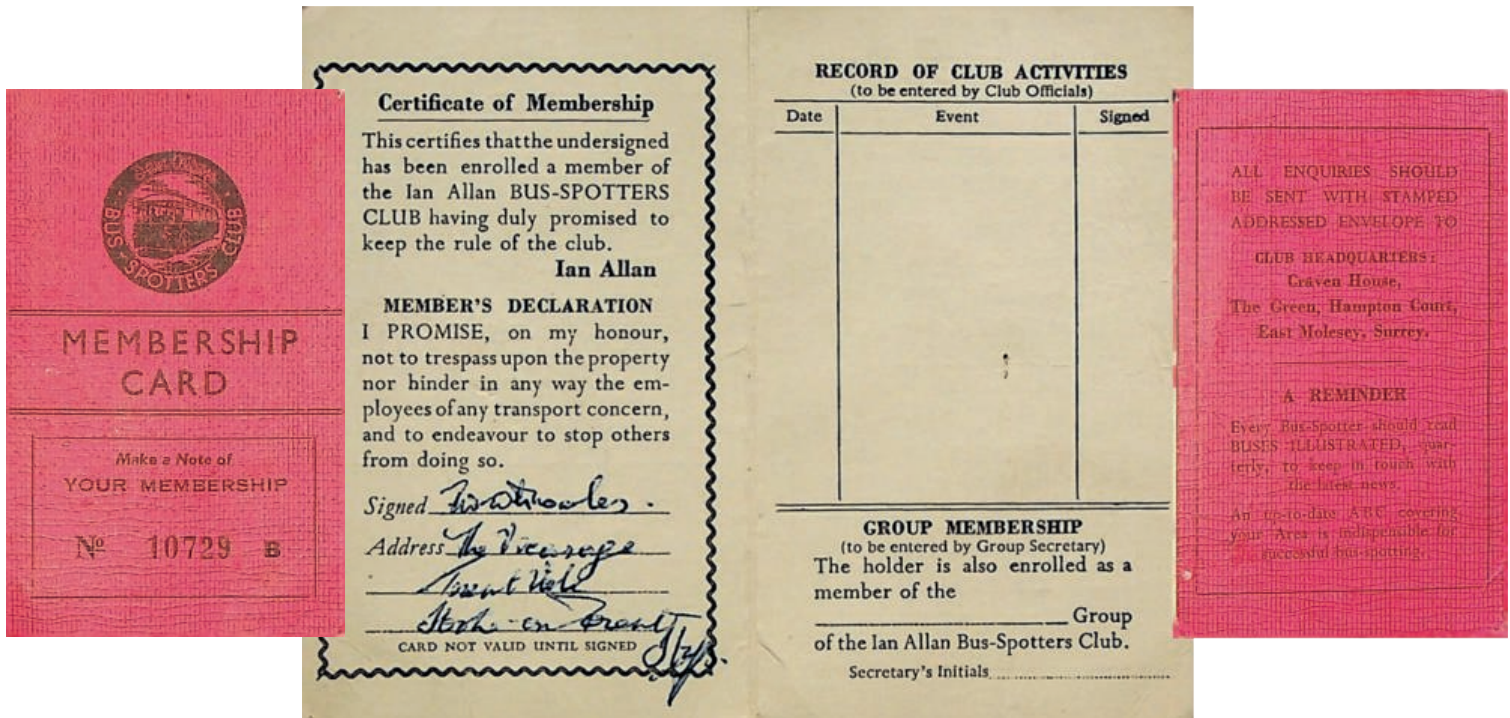 BUS-SPOTTERS CLUB
MEMBERSHIP
CARD
Make a Note of
YOUR MEMBERSHIP
No 10729 B
Certificate of Membership
This certifies that the undersigned
has been enrolled a member of
the Ian Allan BUS-SPOTTERS
CLUB having duly promised to
keep the rule of the club.
Ian Allan
MEMBER'S DECLARATION
I PROMISE, on my honour,
not to trespass upon the property
nor hinder in any way the em-
ployees of any transport concern,
and to endeavour to stop others
from doing so.
Signed
Address The Vicarage
Trent Vale
Stoke-on-Trent
CARD NOT VALID UNTIL SIGNED
RECORD OF CLUB ACTIVITIES
(to be entered by Club Officials)
Date Event Signed
GROUP MEMBERSHIP
(to be entered by Group Secretary)
The holder is also enrolled as a
member of the
Group
of the Ian Allan Bus-Spotters Club.
Secretary's Initials
ALL ENQUIRIES SHOULD
BE SENT WITH STAMPED
ADDRESSED ENVELOPE TO
CLUB HEADQUARTERS:
Craven House,
The Green, Hampton Court,
East Molesey, Surrey.
A REMINDER
Every Bus-Spotter should read
BUSES ILLUSTRATED, quar-
terly, to keep in touch with
the latest news.
An up-to-date ABC covering
your Area is indispensable for
successful bus-spotting.